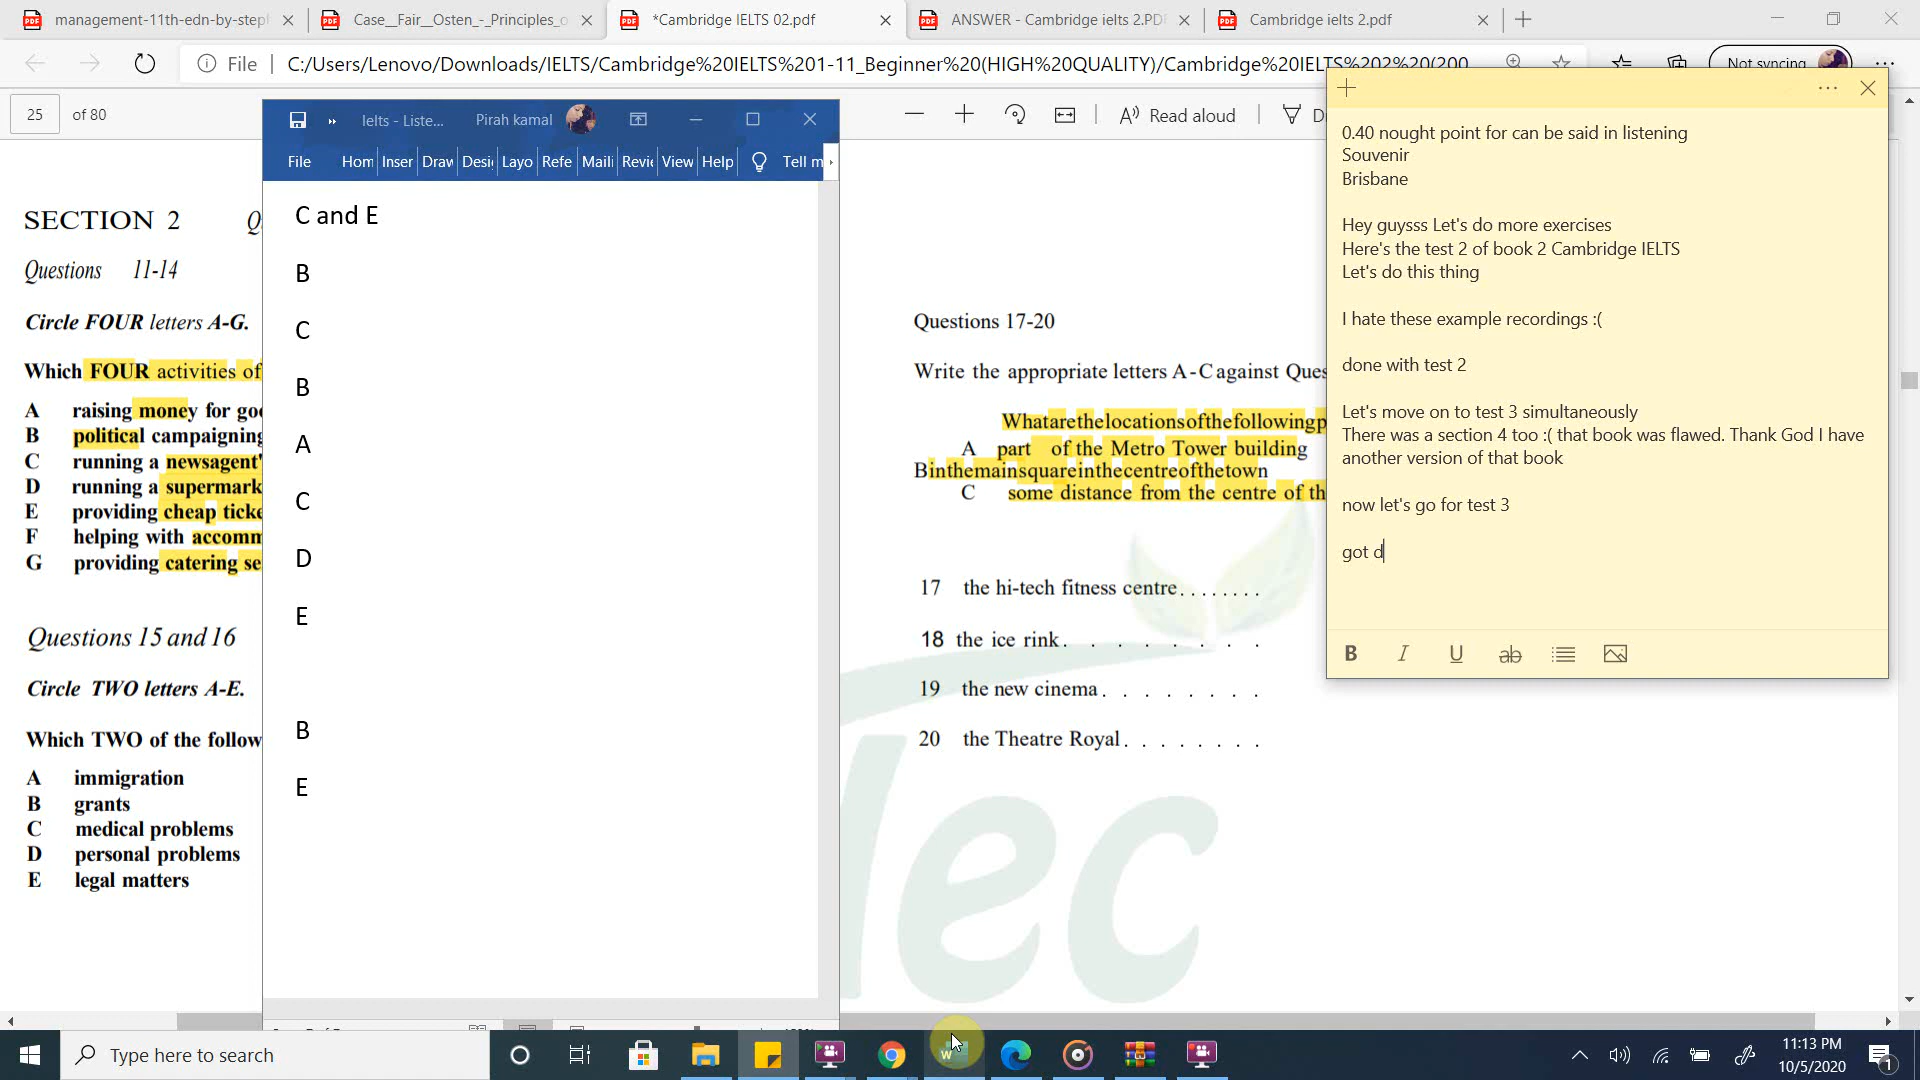 management-11th-edn-by-steph
Case__Fair__Osten_-_Principles_o
*Cambridge IELTS 02.pdf
ANSWER - Cambridge ielts 2.PDF
Cambridge ielts 2.pdf
File
C:/Users/Lenovo/Downloads/IELTS/Cambridge%20IELTS%201-11_Beginner%20(HIGH%20QUALITY)/Cambridge%20IELTS%202%20(200
Not syncing
25 of 80
Read aloud
D
Ielts - Liste...
Pirah kamal
File Hom Inser Draw Desi Layo Refe Maili Revie View Help Tell m
C and E
B
C
B
A
C
D
E
B
E
SECTION 2
Questions 11-14
Circle FOUR letters A-G.
Which FOUR activities of
A raising money for goo
B political campaigning
C running a newsagent'
D running a supermark
E providing cheap ticke
F helping with accomm
G providing catering se
Questions 15 and 16
Circle TWO letters A-E.
Which TWO of the follow
A immigration
B grants
C medical problems
D personal problems
E legal matters
Questions 17-20
Write the appropriate letters A-C against Ques
Whatarethelocationsofthefollowingp
A part of the Metro Tower building
Binthemainsquareinthecentreofthetown
C some distance from the centre of th
17 the hi-tech fitness centre........
18 the ice rink. . . . . . . . .
19 the new cinema. . . . . . . .
20 the Theatre Royal. . . . . . . .
lec
0.40 nought point for can be said in listening
Souvenir
Brisbane
Hey guysss Let's do more exercises
Here's the test 2 of book 2 Cambridge IELTS
Let's do this thing
I hate these example recordings :(
done with test 2
Let's move on to test 3 simultaneously
There was a section 4 too :( that book was flawed. Thank God I have
another version of that book
now let's go for test 3
got d
B I U ab
Type here to search
11:13 PM
10/5/2020
1